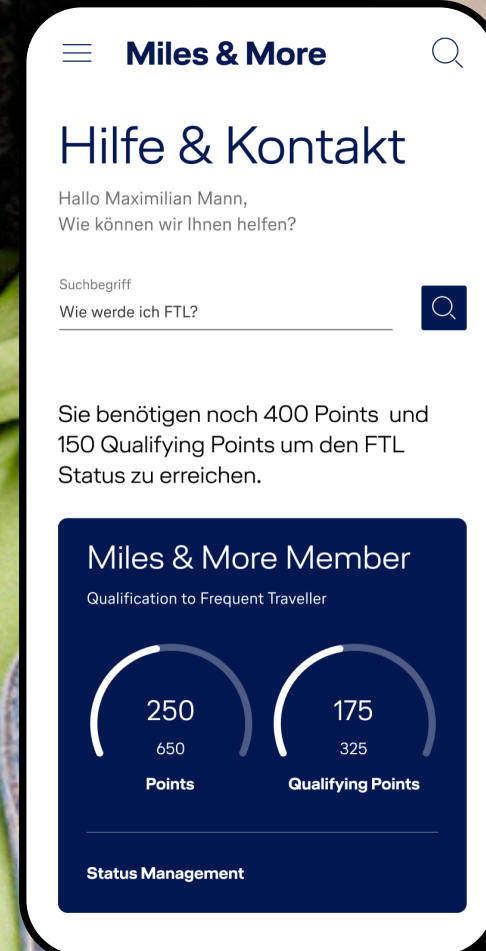 Miles & More
Hilfe & Kontakt
Hallo Maximilian Mann,
Wie können wir Ihnen helfen?
Suchbegriff
Wie werde ich FTL?
Sie benötigen noch 400 Points und
150 Qualifying Points um den FTL
Status zu erreichen.
Miles & More Member
Qualification to Frequent Traveller
250
650
Points
175
325
Qualifying Points
Status Management